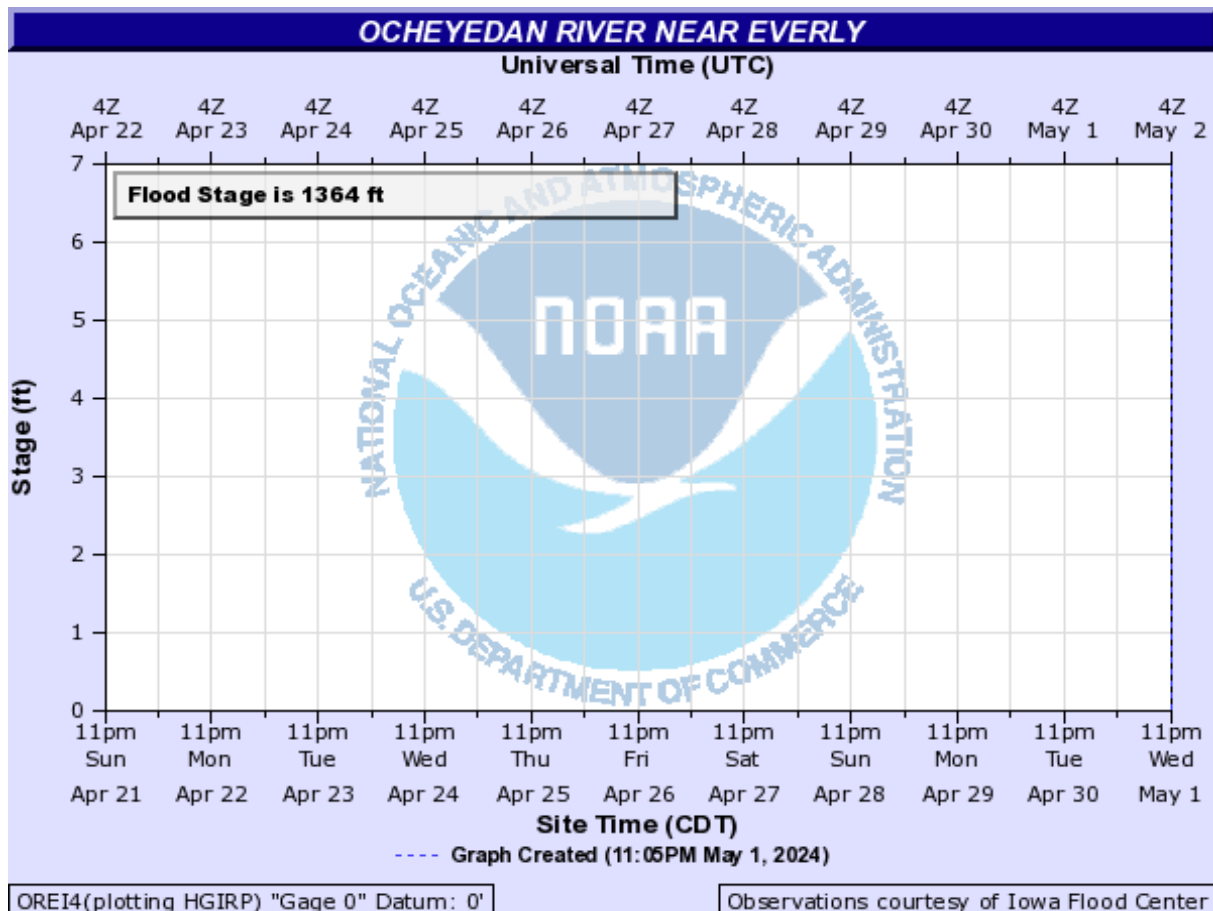 OCHEYEDAN RIVER NEAR EVERLY
Universal Time (UTC)
4Z 4Z 4Z 4Z 4Z 4Z 4Z 4Z 4Z 4Z 4Z
Apr 22 Apr 23 Apr 24 Apr 25 Apr 26 Apr 27 Apr 28 Apr 29 Apr 30 May 1 May 2
Flood Stage is 1364 ft
NATIONAL OCEANIC AND ATMOSPHERIC ADMINISTRATION
NOAA
U.S. DEPARTMENT OF COMMERCE
Stage (ft)
7
6
5
4
3
2
1
0
11pm 11pm 11pm 11pm 11pm 11pm 11pm 11pm 11pm 11pm 11pm
Sun Mon Tue Wed Thu Fri Sat Sun Mon Tue Wed
Apr 21 Apr 22 Apr 23 Apr 24 Apr 25 Apr 26 Apr 27 Apr 28 Apr 29 Apr 30 May 1
Site Time (CDT)
---- Graph Created (11:05PM May 1, 2024)
OREI4(plotting HGIRP) "Gage 0" Datum: 0'
Observations courtesy of Iowa Flood Center